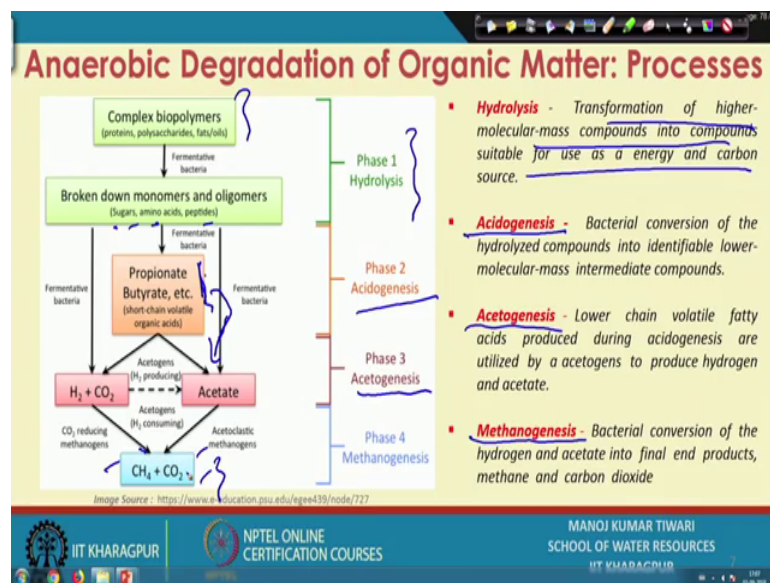 Anaerobic Degradation of Organic Matter: Processes
Complex biopolymers
(proteins, polysaccharides, fats/oils)
Fermentative
bacteria
Broken down monomers and oligomers
(Sugars, amino acids, peptides)
Fermentative
bacteria
Fermentative
bacteria
Fermentative
bacteria
Propionate
Butyrate, etc.
(short-chain volatile
organic acids)
Acetogens
(H₂ producing)
H₂ + CO₂
Acetate
Acetogens
(H₂ consuming)
CO₂ reducing
methanogens
Acetoclastic
methanogens
CH₄ + CO₂
Phase 1
Hydrolysis
Phase 2
Acidogenesis
Phase 3
Acetogenesis
Phase 4
Methanogenesis
Image Source : https://www.e-education.psu.edu/egee439/node/727
Hydrolysis - Transformation of higher-
molecular-mass compounds into compounds
suitable for use as a energy and carbon
source.
Acidogenesis - Bacterial conversion of the
hydrolyzed compounds into identifiable lower-
molecular-mass intermediate compounds.
Acetogenesis - Lower chain volatile fatty
acids produced during acidogenesis are
utilized by a acetogens to produce hydrogen
and acetate.
Methanogenesis - Bacterial conversion of the
hydrogen and acetate into final end products,
methane and carbon dioxide
IIT KHARAGPUR
NPTEL ONLINE
CERTIFICATION COURSES
NPTEL
MANOJ KUMAR TIWARI
SCHOOL OF WATER RESOURCES
IIT KHARAGPUR
7